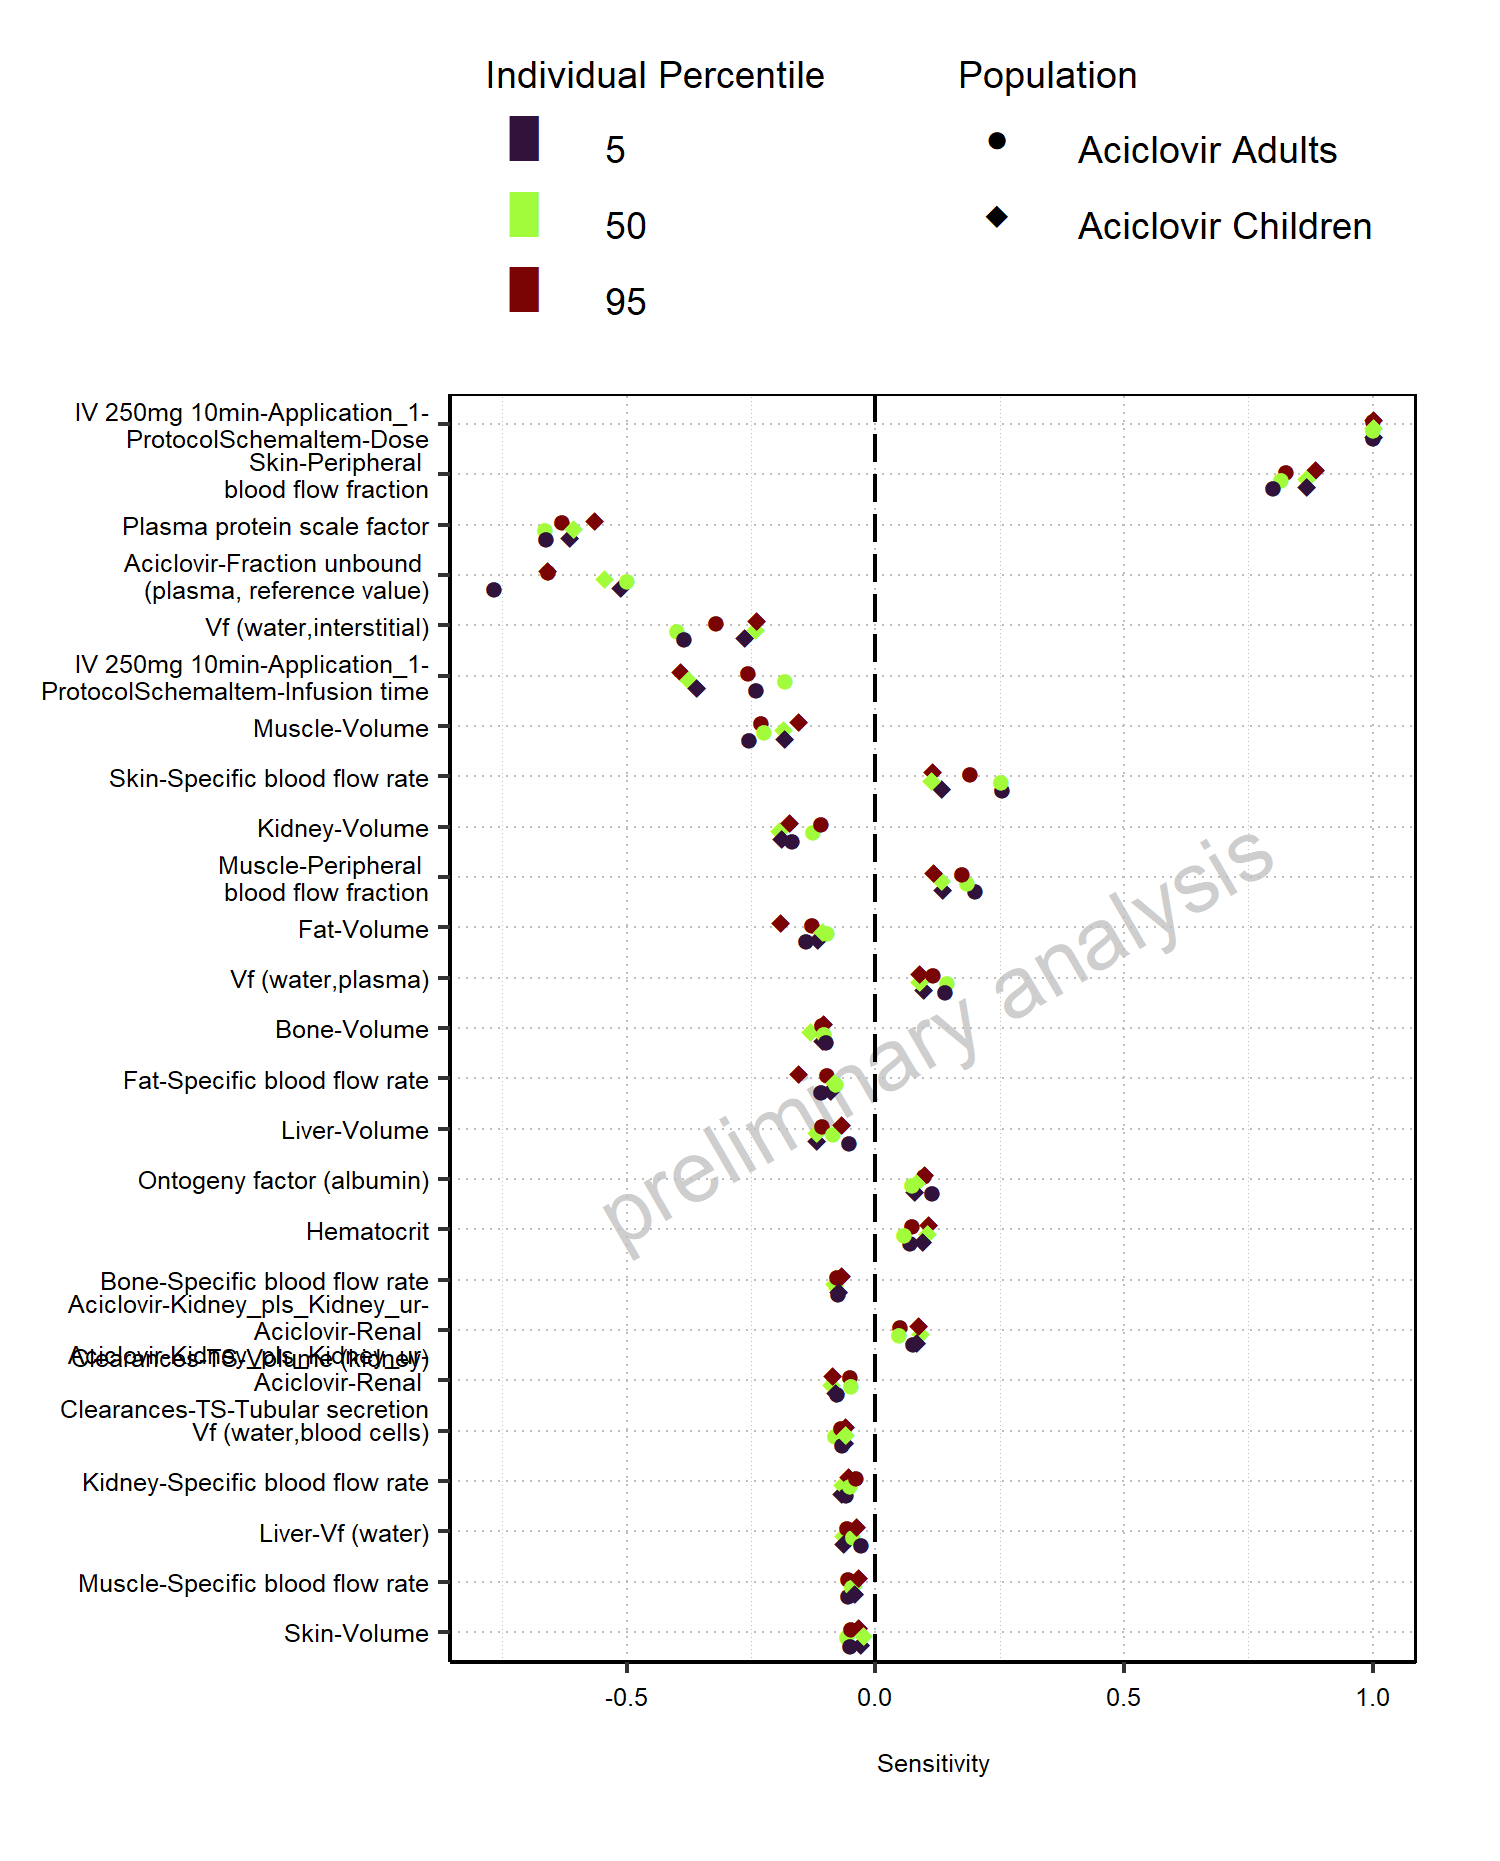 Individual Percentile
5
50
95
Population
Aciclovir Adults
Aciclovir Children
IV 250mg 10min-Application_1-
ProtocolSchemaItem-Dose
Skin-Peripheral
blood flow fraction
Plasma protein scale factor
Aciclovir-Fraction unbound
(plasma, reference value)
Vf (water,interstitial)
IV 250mg 10min-Application_1-
ProtocolSchemaItem-Infusion time
Muscle-Volume
Skin-Specific blood flow rate
Kidney-Volume
Muscle-Peripheral
blood flow fraction
Fat-Volume
Vf (water,plasma)
Bone-Volume
Fat-Specific blood flow rate
Liver-Volume
Ontogeny factor (albumin)
Hematocrit
Bone-Specific blood flow rate
Aciclovir-Kidney_pls_Kidney_ur-
Aciclovir-Renal
Clearances-TS-Volume (kidney)
Aciclovir-Kidney_pls_Kidney_ur-
Aciclovir-Renal
Clearances-TS-Tubular secretion
Vf (water,blood cells)
Kidney-Specific blood flow rate
Liver-Vf (water)
Muscle-Specific blood flow rate
Skin-Volume
preliminary analysis
-0.5
0.0
0.5
1.0
Sensitivity